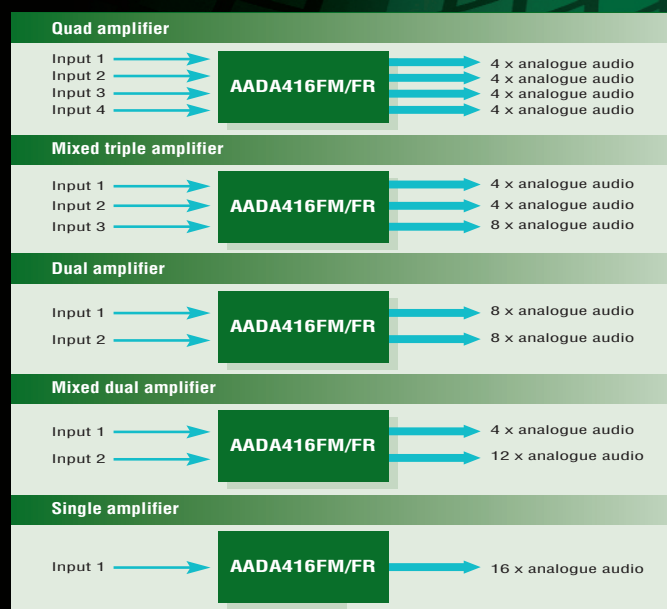 Quad amplifier
Input 1
Input 2
Input 3
Input 4
AADA416FM/FR
4 x analogue audio
4 x analogue audio
4 x analogue audio
4 x analogue audio
Mixed triple amplifier
Input 1
Input 2
Input 3
AADA416FM/FR
4 x analogue audio
4 x analogue audio
8 x analogue audio
Dual amplifier
Input 1
Input 2
AADA416FM/FR
8 x analogue audio
8 x analogue audio
Mixed dual amplifier
Input 1
Input 2
AADA416FM/FR
4 x analogue audio
12 x analogue audio
Single amplifier
Input 1
AADA416FM/FR
16 x analogue audio